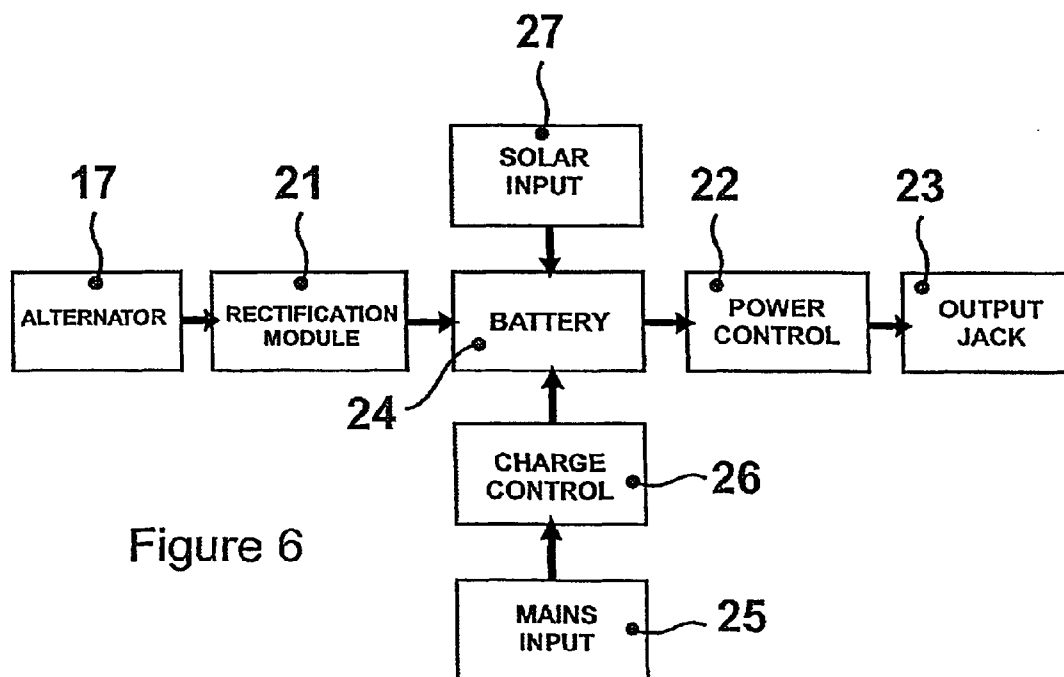 27
SOLAR
INPUT
17
21
22
23
ALTERNATOR
RECTIFICATION
MODULE
BATTERY
POWER
CONTROL
OUTPUT
JACK
24
CHARGE
CONTROL
26
Figure 6
MAINS
INPUT
25